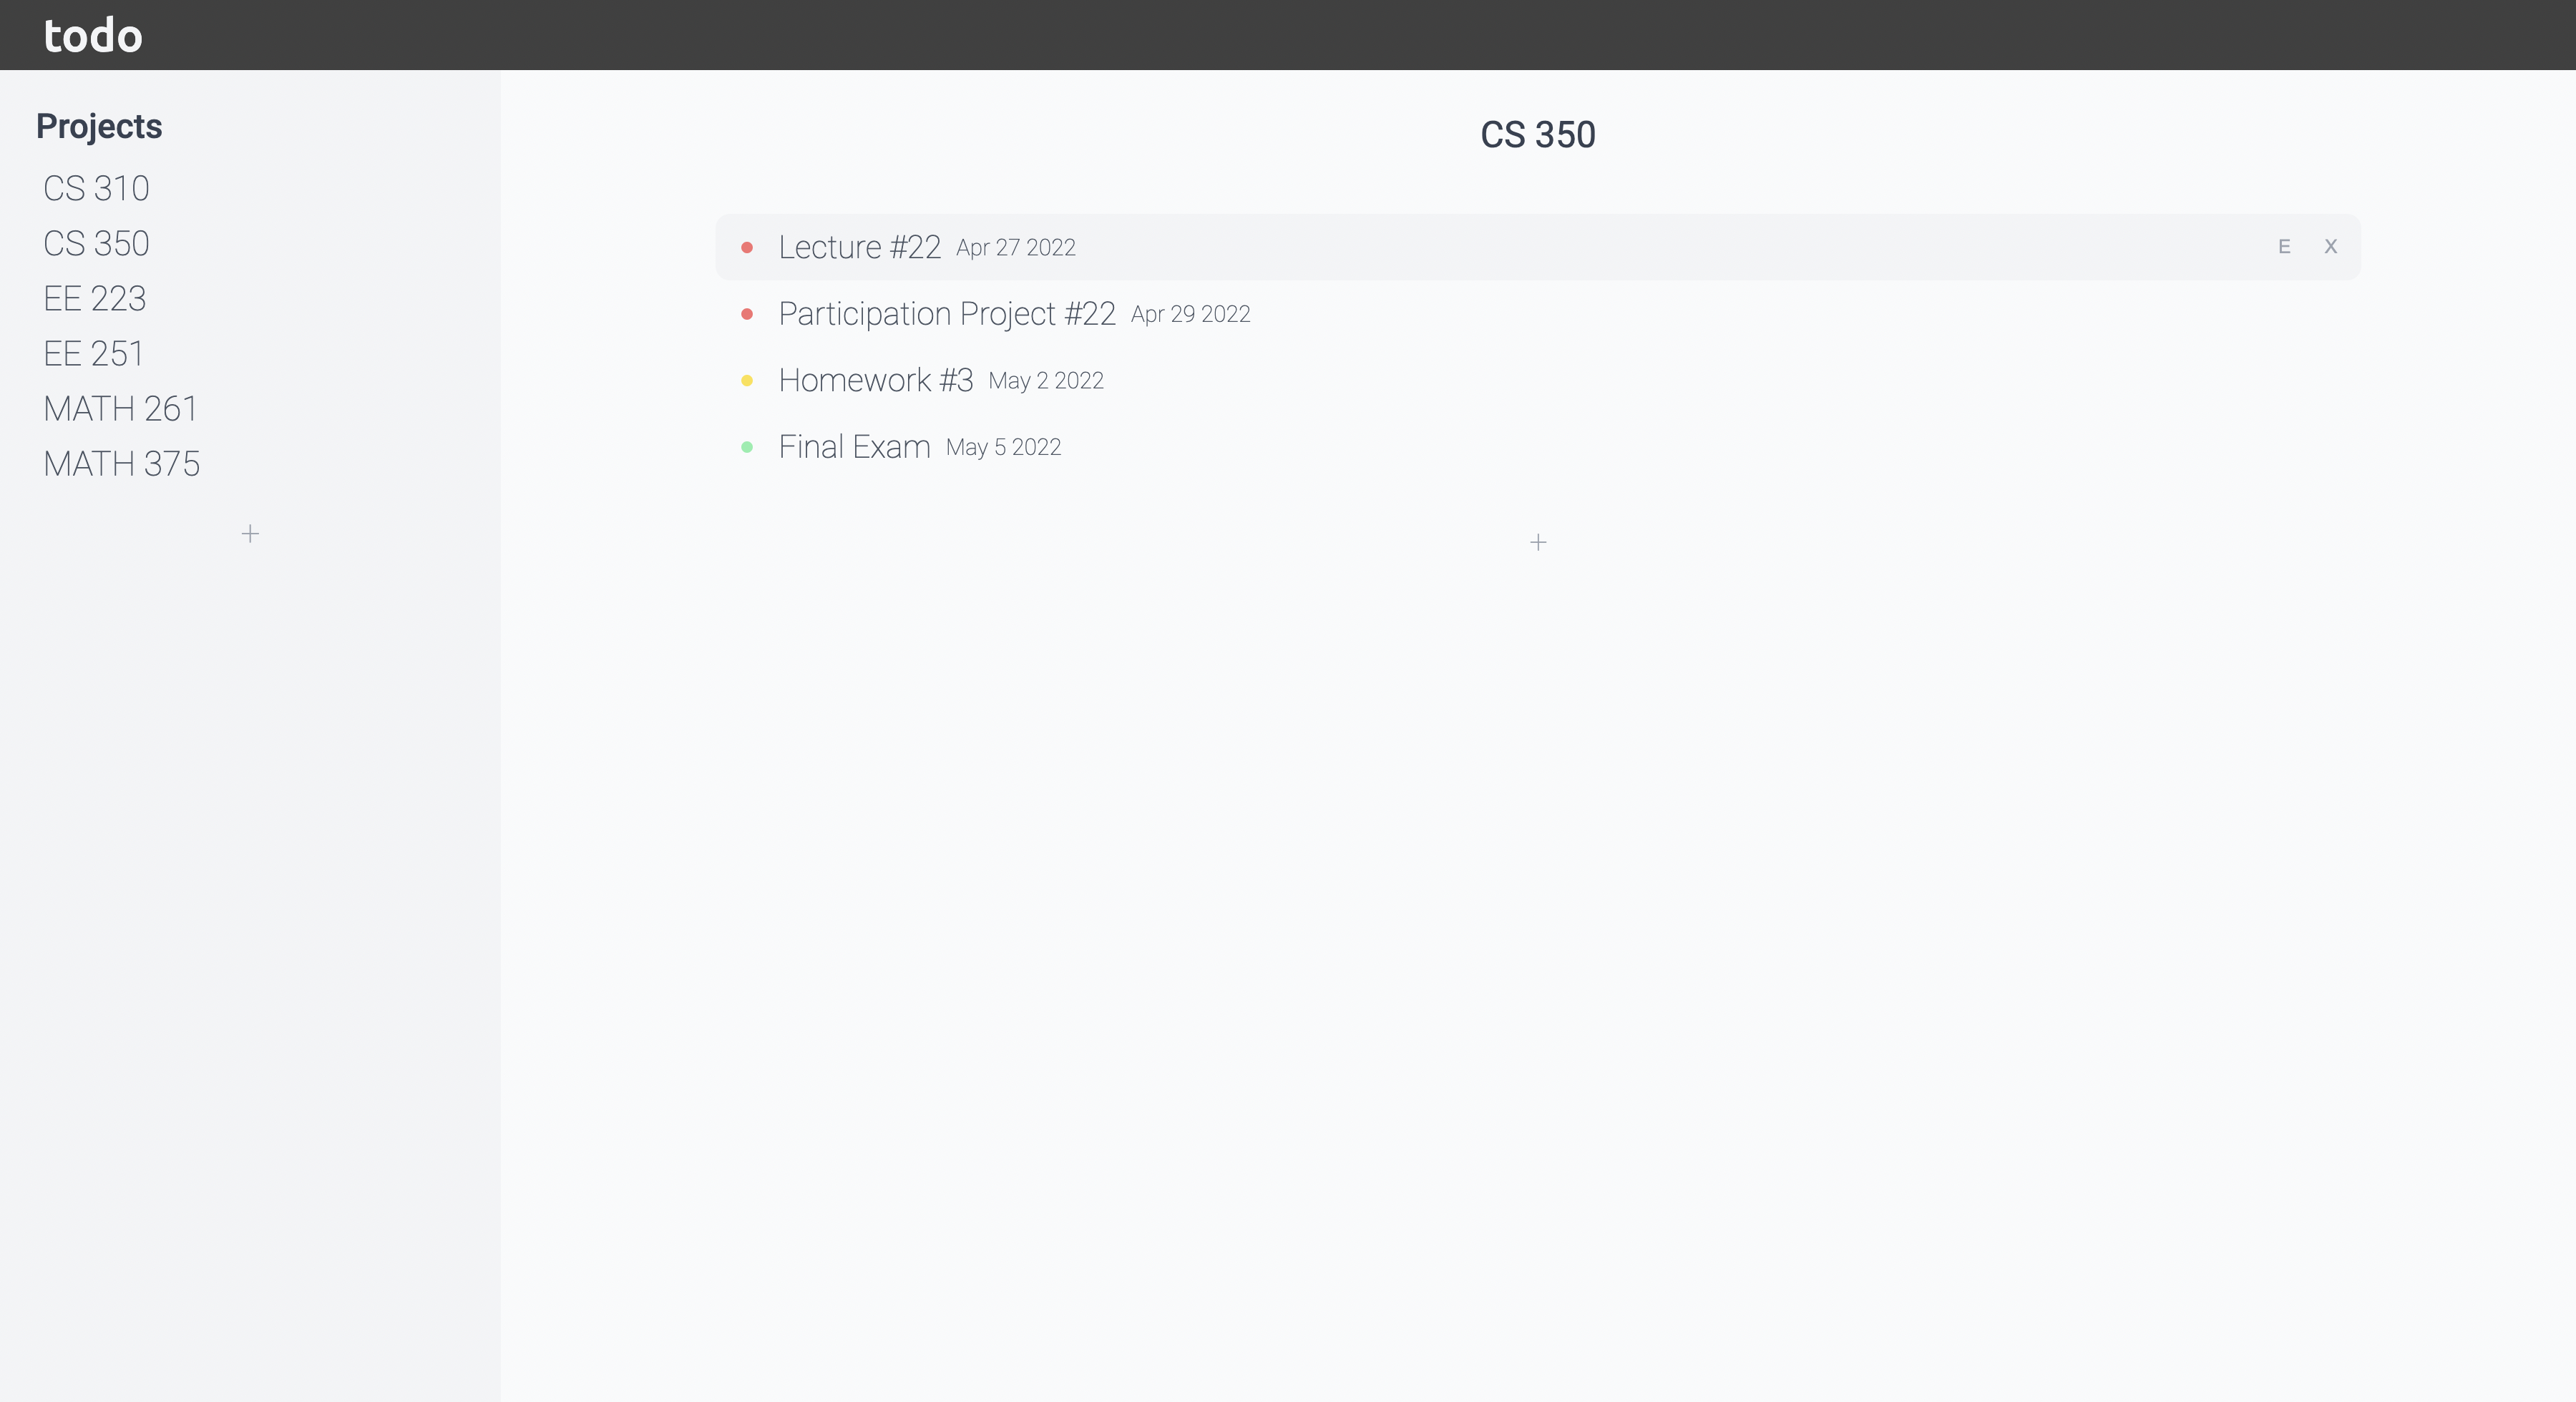 todo
Projects
CS 310
CS 350
EE 223
EE 251
MATH 261
MATH 375
+
CS 350
Lecture #22 Apr 27 2022 E X
Participation Project #22 Apr 29 2022
Homework #3 May 2 2022
Final Exam May 5 2022
+